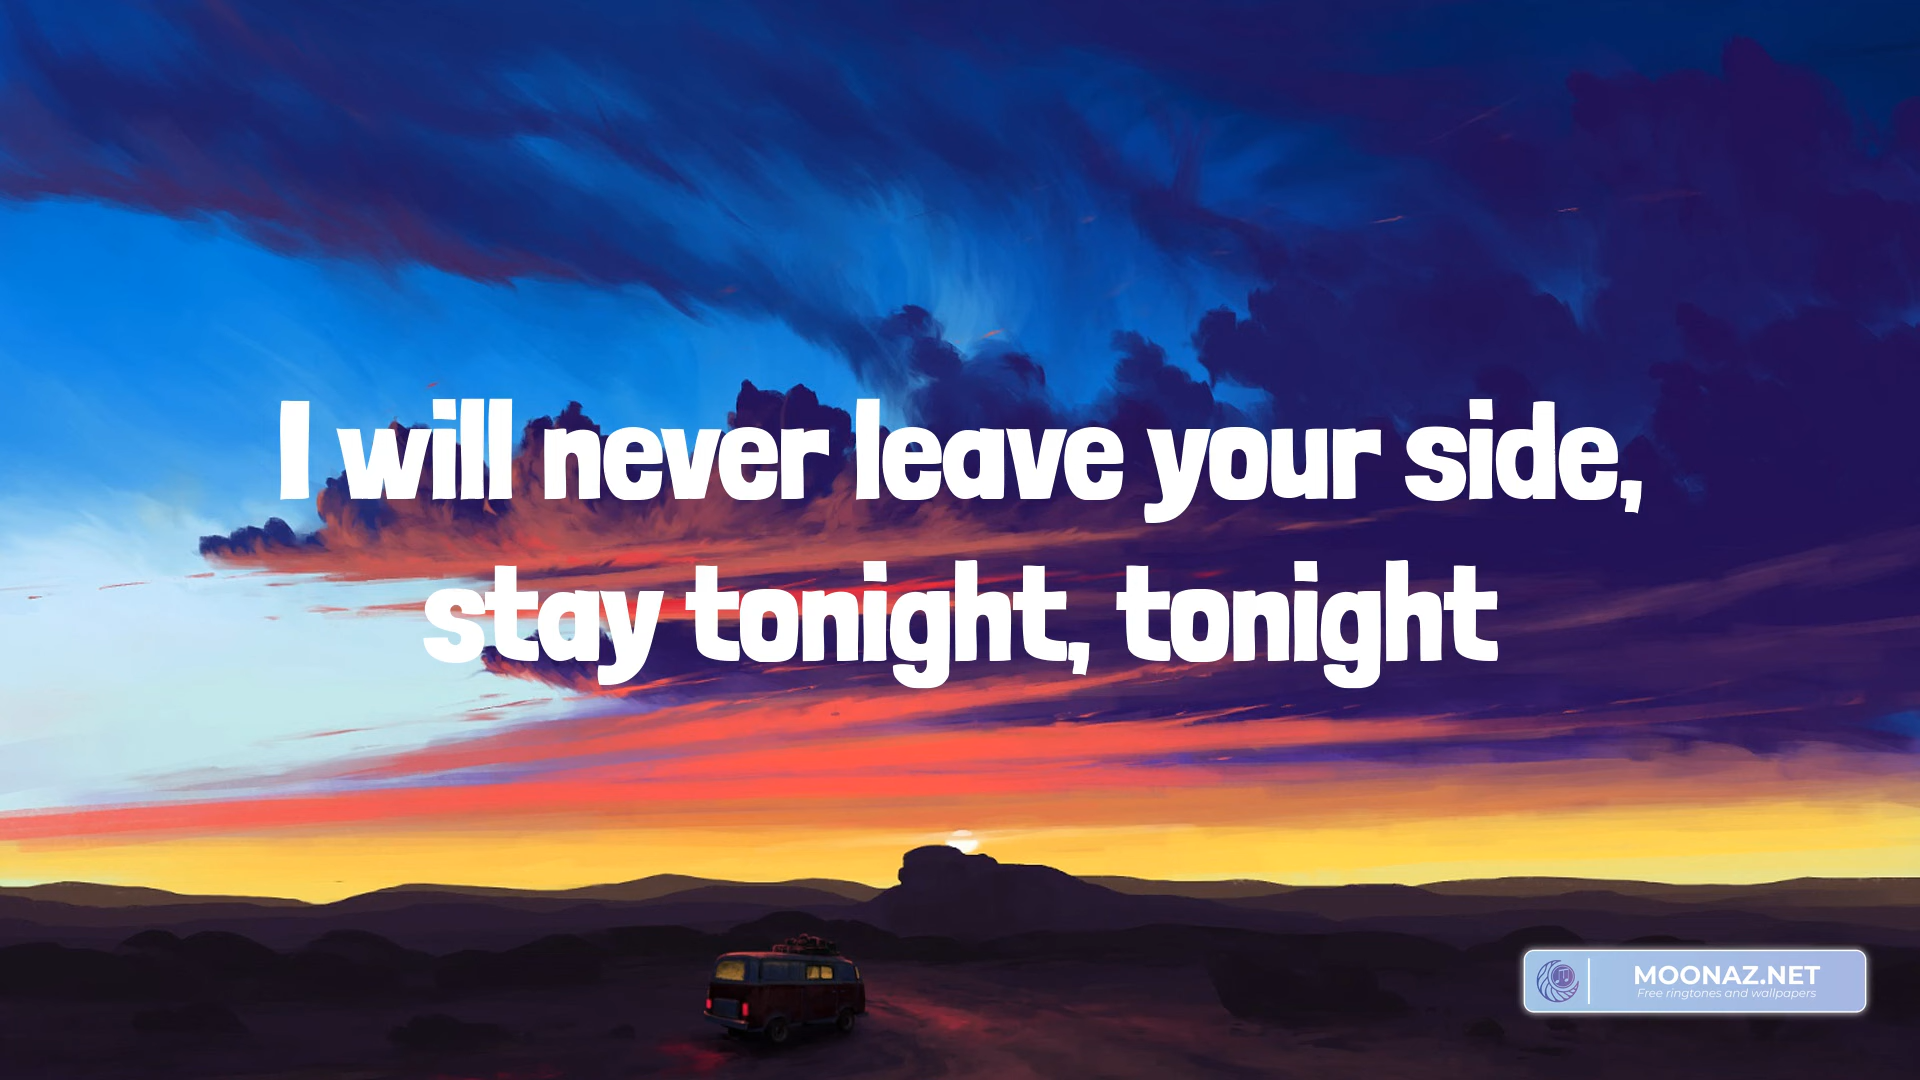 I will never leave your side,
stay tonight, tonight
MOONAZ.NET
Free ringtones and wallpapers